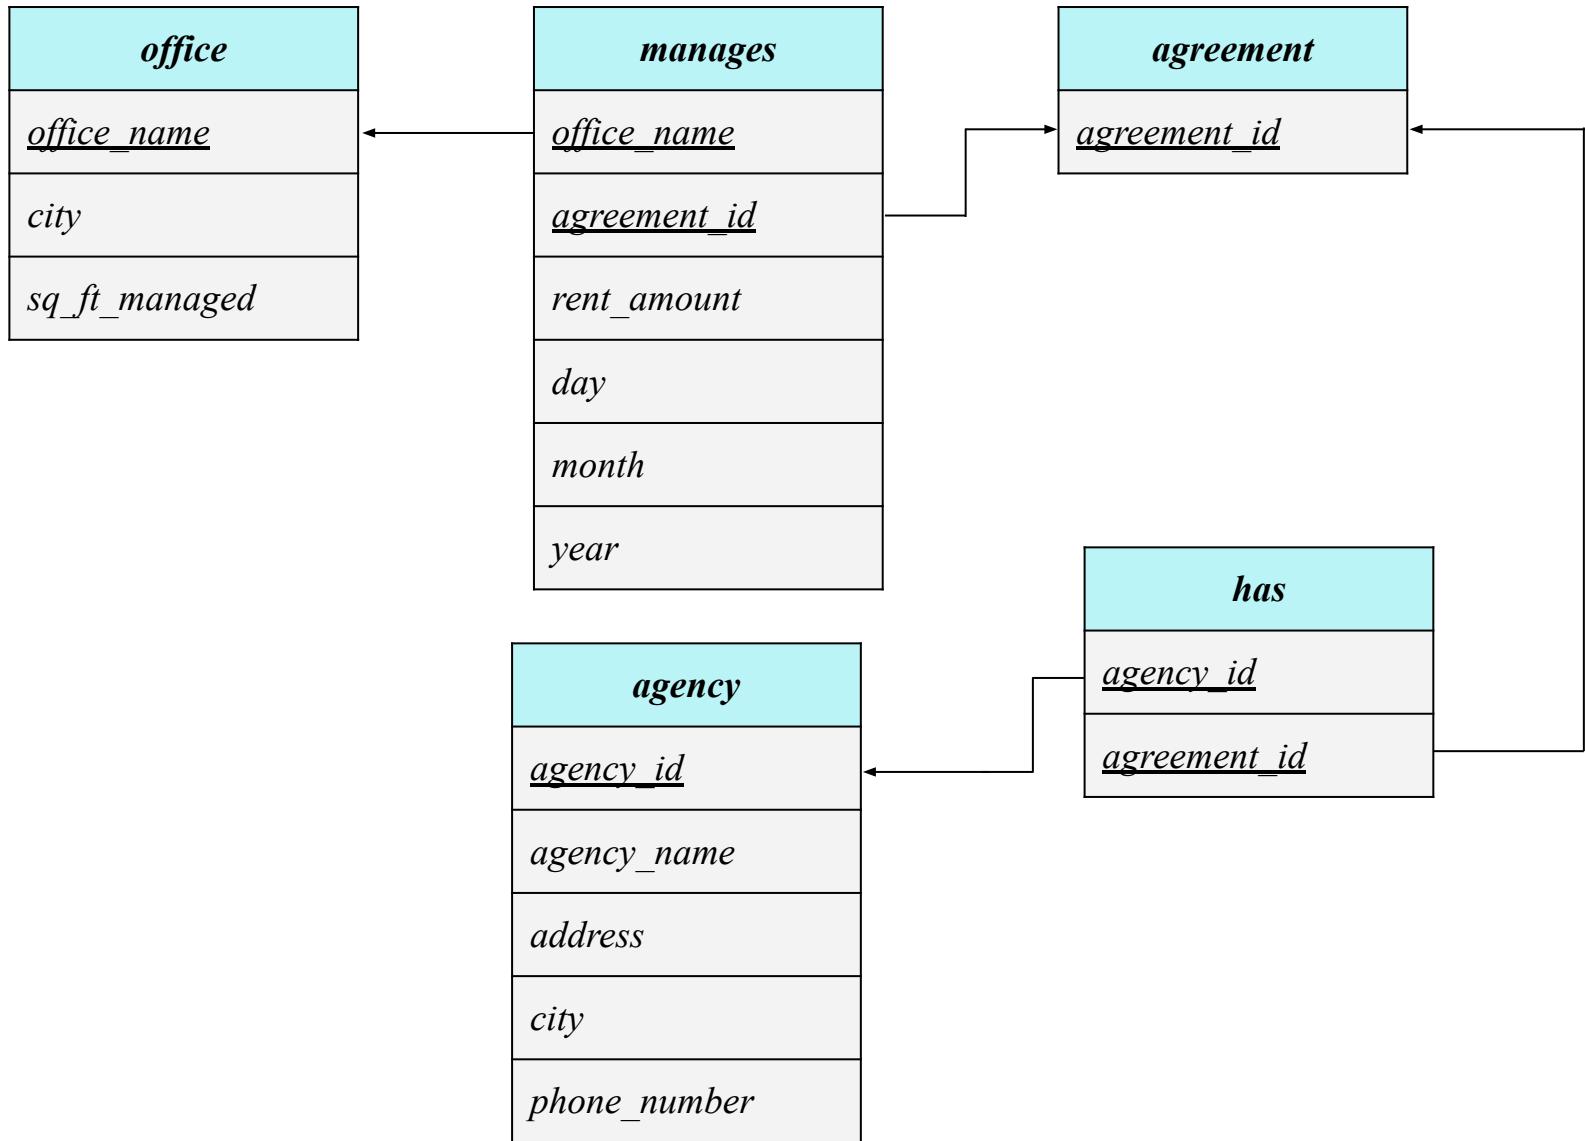 office
office_name
city
sq_ft_managed
manages
office_name
agreement_id
rent_amount
day
month
year
agreement
agreement_id
has
agency_id
agreement_id
agency
agency_id
agency_name
address
city
phone_number